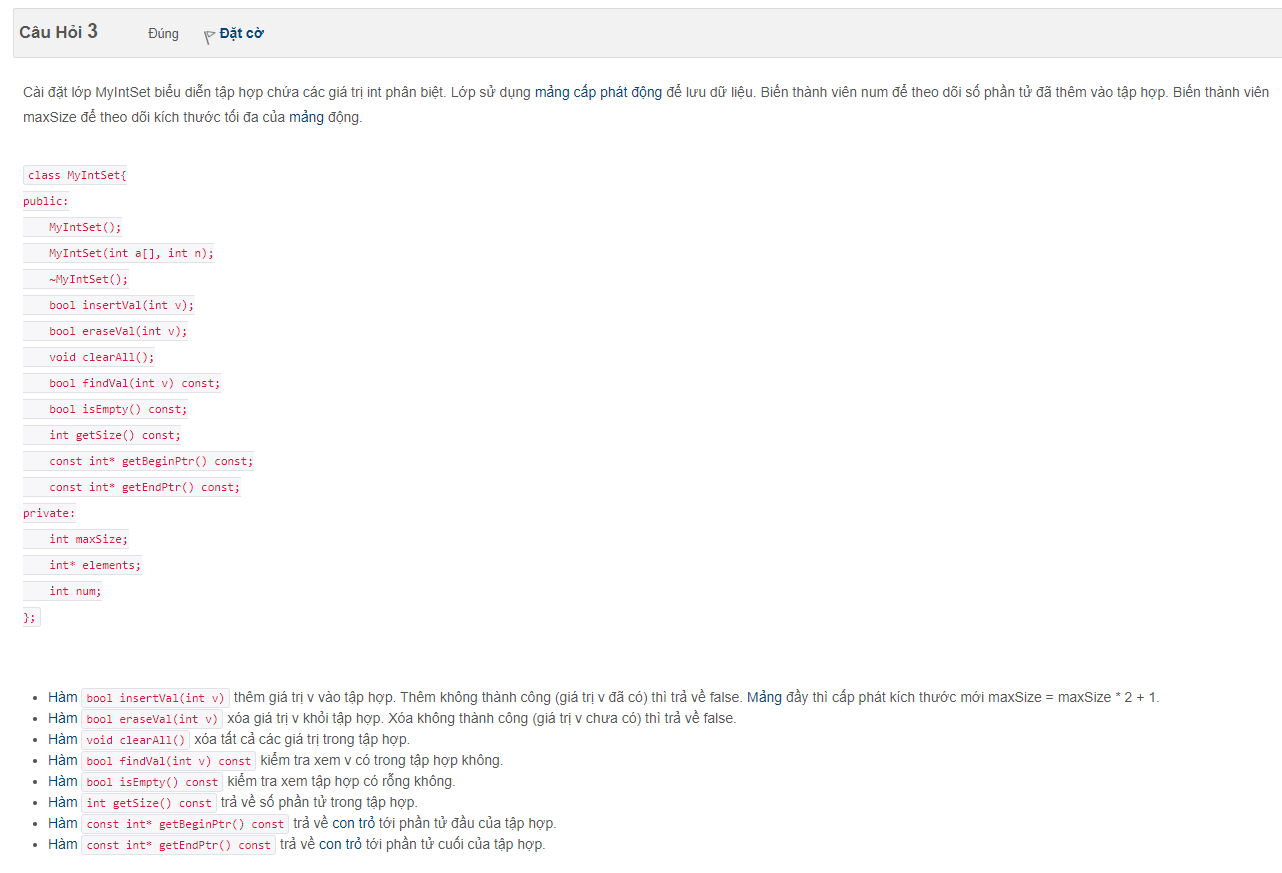 Câu Hỏi 3 Đúng Đặt cờ
Cài đặt lớp MyIntSet biểu diễn tập hợp chứa các giá trị int phân biệt. Lớp sử dụng mảng cấp phát động để lưu dữ liệu. Biến thành viên num để theo dõi số phần tử đã thêm vào tập hợp. Biến thành viên
maxSize để theo dõi kích thước tối đa của mảng động.
class MyIntSet{
public:
    MyIntSet();
    MyIntSet(int a[], int n);
    ~MyIntSet();
    bool insertVal(int v);
    bool eraseVal(int v);
    void clearAll();
    bool findVal(int v) const;
    bool isEmpty() const;
    int getSize() const;
    const int* getBeginPtr() const;
    const int* getEndPtr() const;
private:
    int maxSize;
    int* elements;
    int num;
};
• Hàm bool insertVal(int v) thêm giá trị v vào tập hợp. Thêm không thành công (giá trị v đã có) thì trả về false. Mảng đầy thì cấp phát kích thước mới maxSize = maxSize * 2 + 1.
• Hàm bool eraseVal(int v) xóa giá trị v khỏi tập hợp. Xóa không thành công (giá trị v chưa có) thì trả về false.
• Hàm void clearAll() xóa tất cả các giá trị trong tập hợp.
• Hàm bool findVal(int v) const kiểm tra xem v có trong tập hợp không.
• Hàm bool isEmpty() const kiểm tra xem tập hợp có rỗng không.
• Hàm int getSize() const trả về số phần tử trong tập hợp.
• Hàm const int* getBeginPtr() const trả về con trỏ tới phần tử đầu của tập hợp.
• Hàm const int* getEndPtr() const trả về con trỏ tới phần tử cuối của tập hợp.